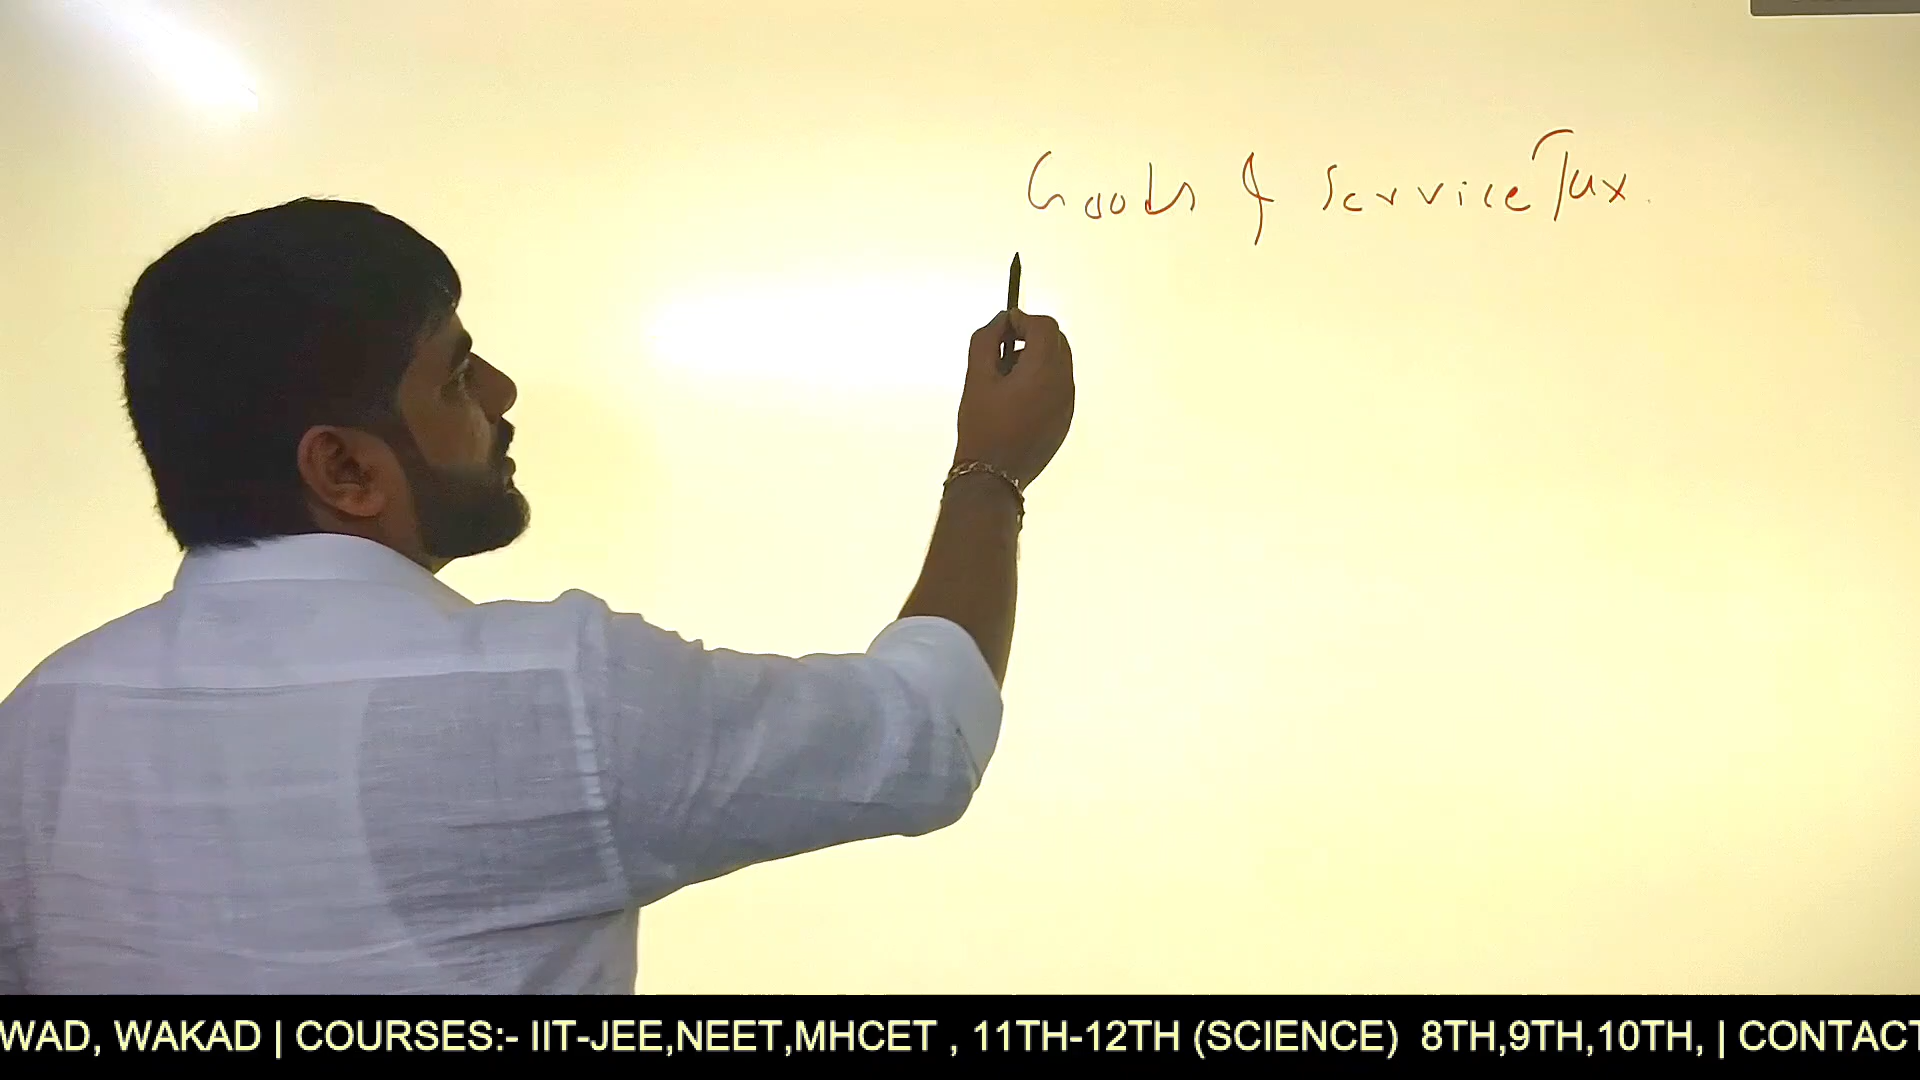 Goods & Service Tax.
WAD, WAKAD | COURSES:- IIT-JEE,NEET,MHCET , 11TH-12TH (SCIENCE)  8TH,9TH,10TH, | CONTACT